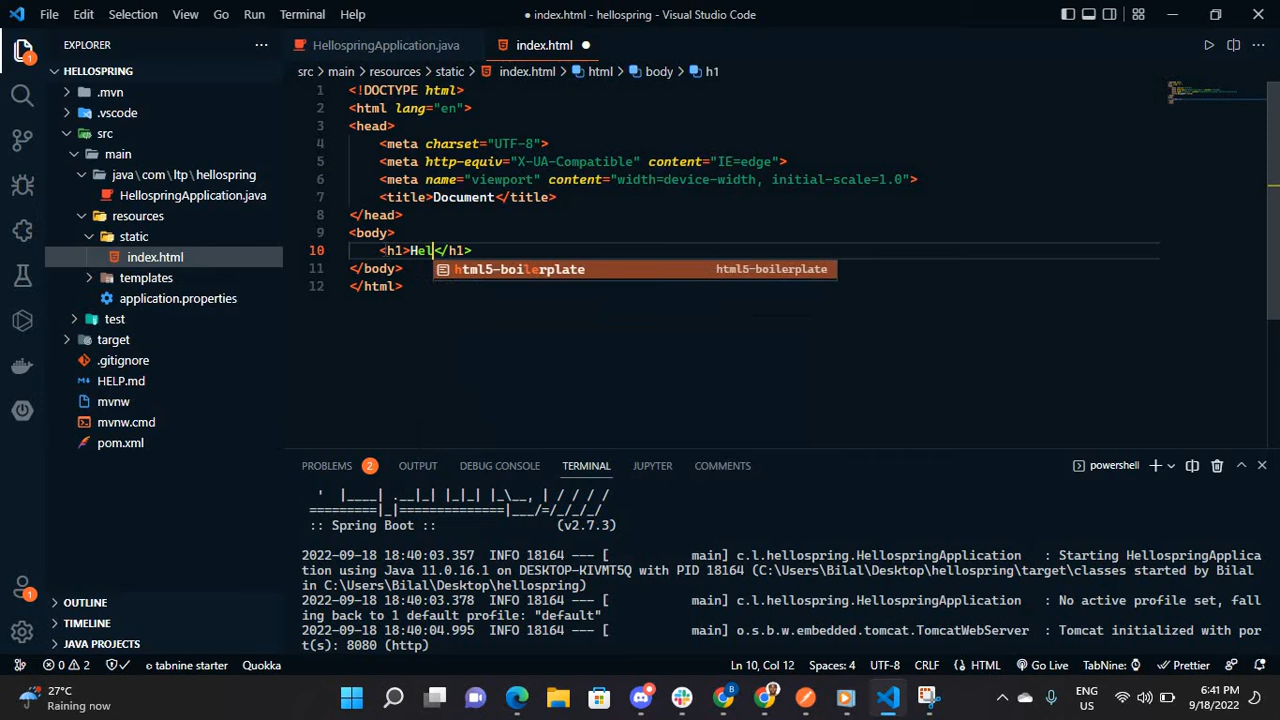 File Edit Selection View Go Run Terminal Help
● index.html - hellospring - Visual Studio Code
EXPLORER
HELLOSPRING
.mvn
.vscode
src
main
java\com\ltp\hellospring
HellospringApplication.java
resources
static
index.html
templates
application.properties
test
target
.gitignore
HELP.md
mvnw
mvnw.cmd
pom.xml
OUTLINE
TIMELINE
JAVA PROJECTS
1
1
HellospringApplication.java index.html ●
src > main > resources > static > index.html > html > body > h1
1 <!DOCTYPE html>
2 <html lang="en">
3 <head>
4 <meta charset="UTF-8">
5 <meta http-equiv="X-UA-Compatible" content="IE=edge">
6 <meta name="viewport" content="width=device-width, initial-scale=1.0">
7 <title>Document</title>
8 </head>
9 <body>
10 <h1>Hel</h1>
11 </body>
12 </html>
html5-boilerplate html5-boilerplate
PROBLEMS 2 OUTPUT DEBUG CONSOLE TERMINAL JUPYTER COMMENTS powershell
' |____| .__|_| |_|_| |_\__, | / / / /
=========|_|==============|___/=/_/_/_/
:: Spring Boot :: (v2.7.3)
2022-09-18 18:40:03.357 INFO 18164 --- [ main] c.l.hellospring.HellospringApplication : Starting HellospringApplica
tion using Java 11.0.16.1 on DESKTOP-KIVMT5Q with PID 18164 (C:\Users\Bilal\Desktop\hellospring\target\classes started by Bilal
in C:\Users\Bilal\Desktop\hellospring)
2022-09-18 18:40:03.378 INFO 18164 --- [ main] c.l.hellospring.HellospringApplication : No active profile set, fall
ing back to 1 default profile: "default"
2022-09-18 18:40:04.995 INFO 18164 --- [ main] o.s.b.w.embedded.tomcat.TomcatWebServer : Tomcat initialized with por
t(s): 8080 (http)
0 2 tabnine starter Quokka Ln 10, Col 12 Spaces: 4 UTF-8 CRLF HTML Go Live TabNine: Prettier
27°C
Raining now
B
ENG
US
6:41 PM
9/18/2022